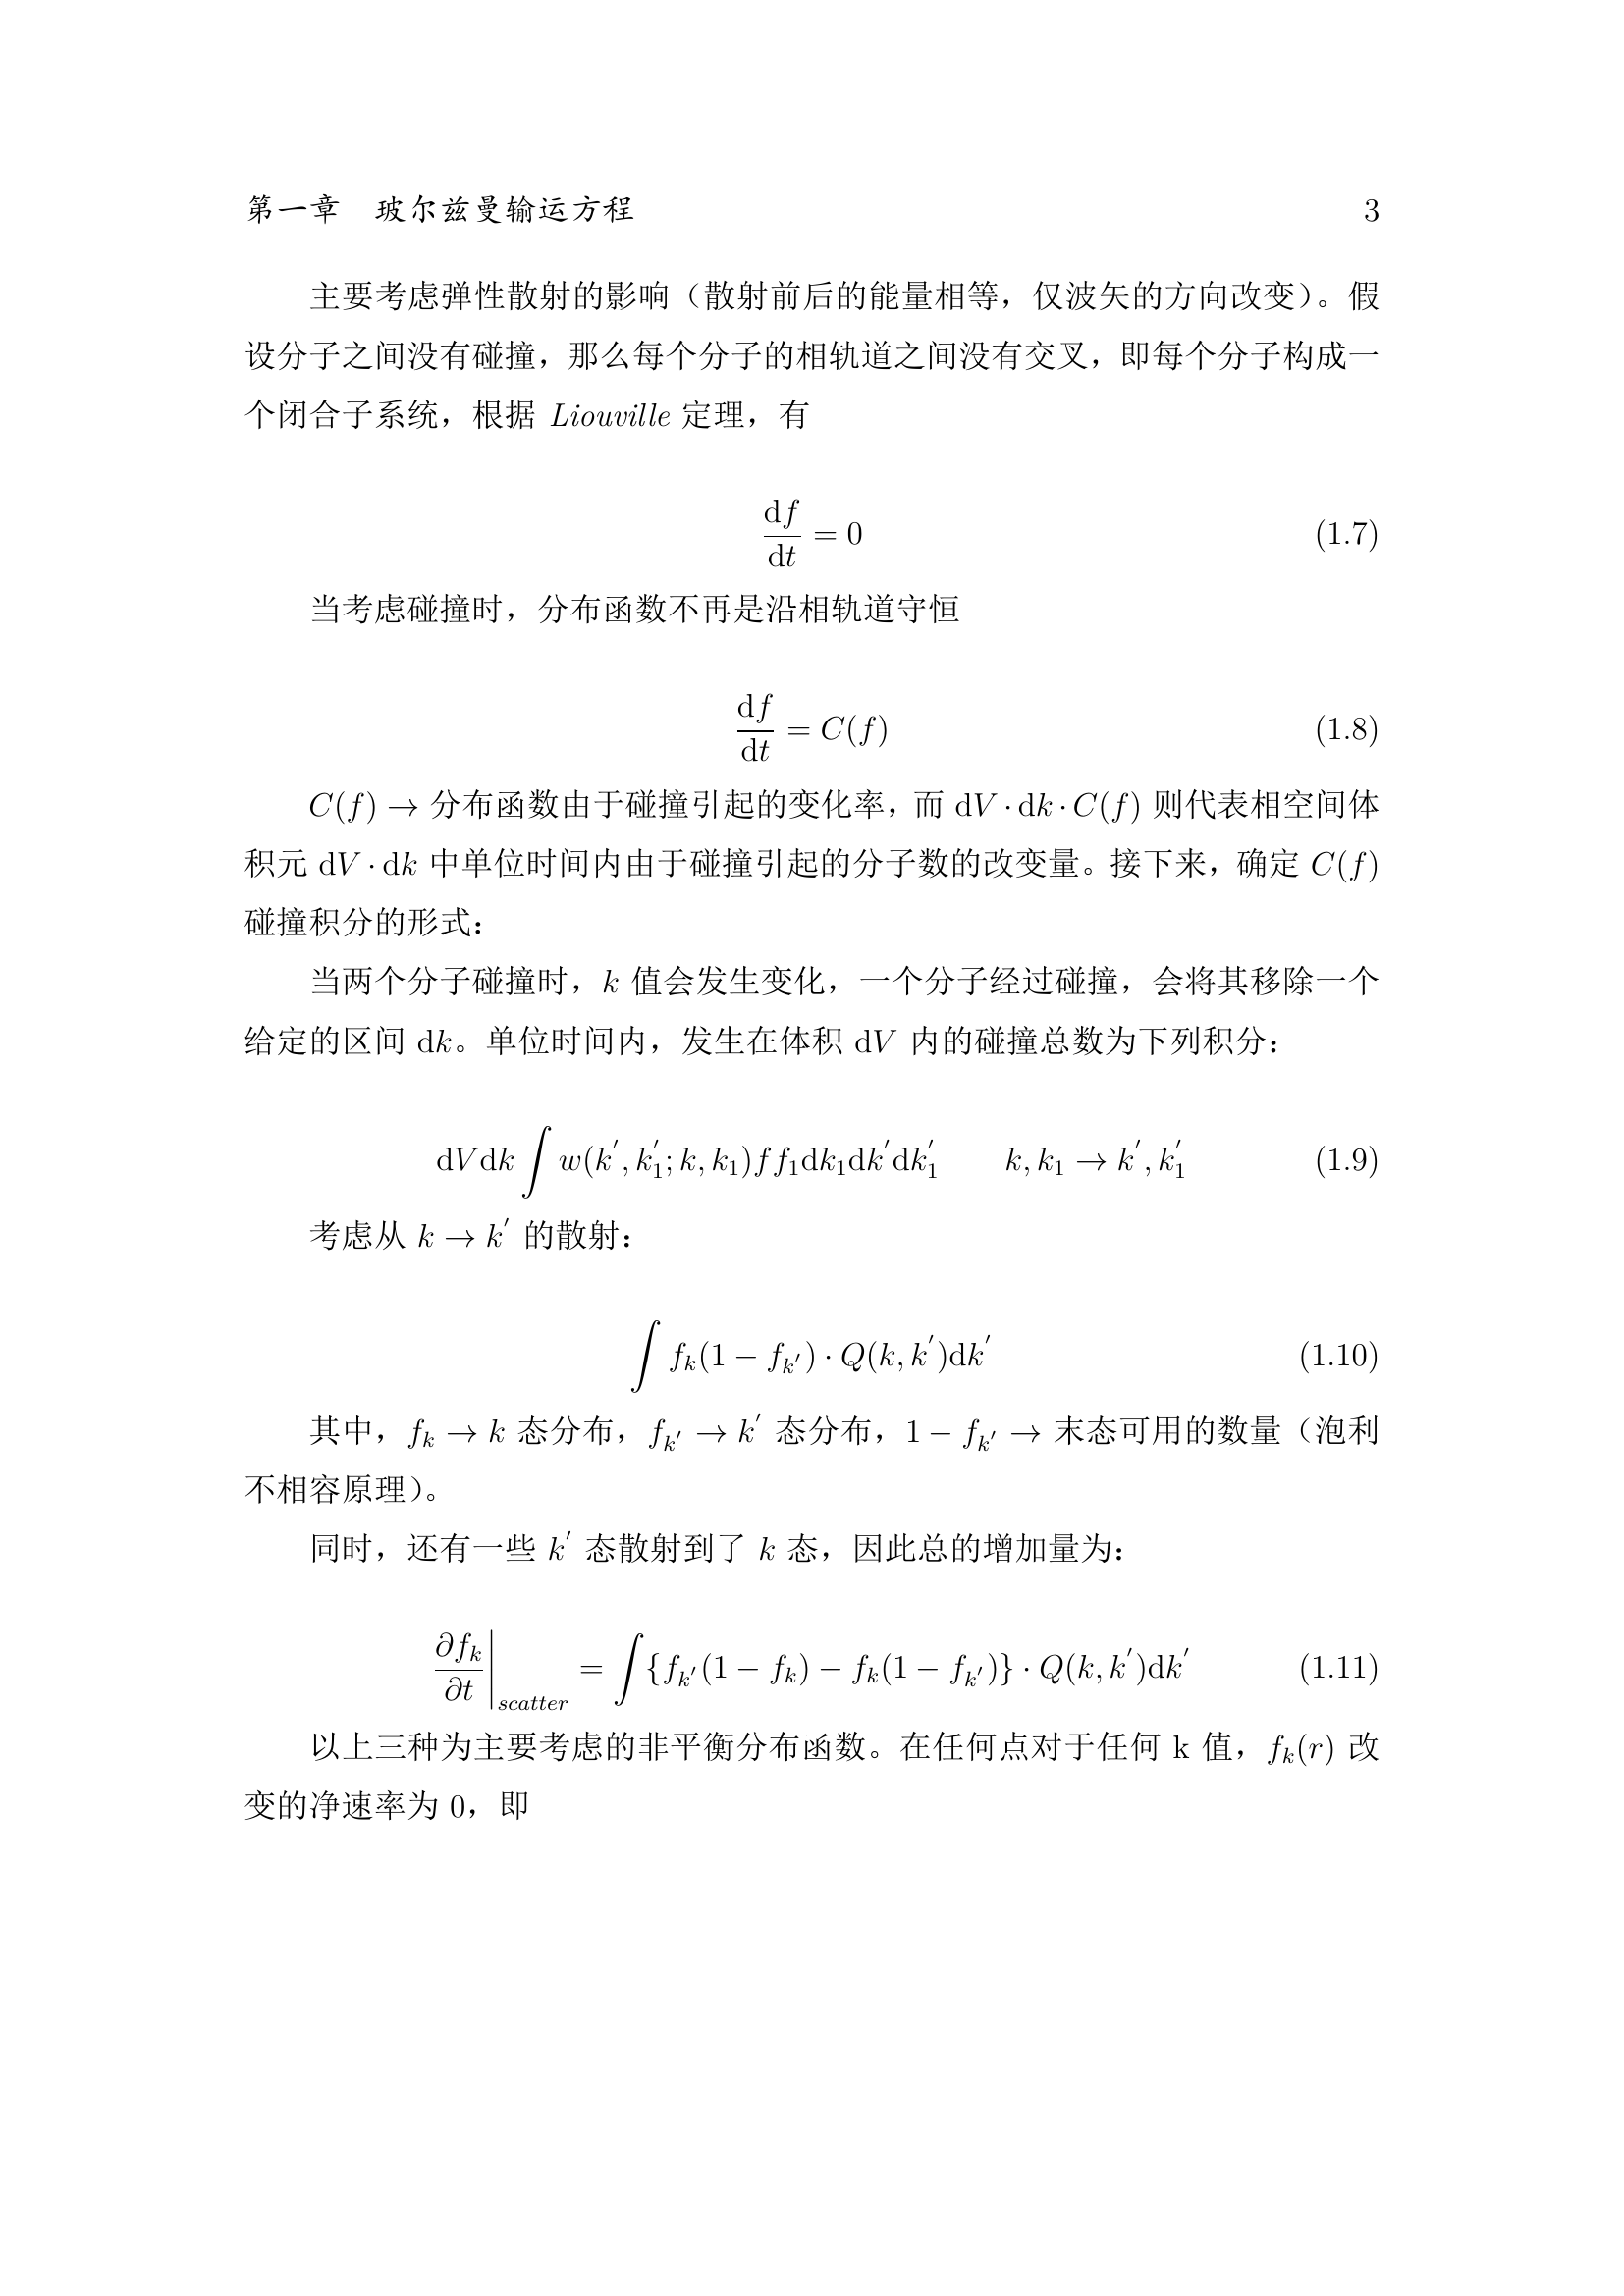 第一章 玻尔兹曼输运方程 3
主要考虑弹性散射的影响（散射前后的能量相等，仅波矢的方向改变）。假
设分子之间没有碰撞，那么每个分子的相轨道之间没有交叉，即每个分子构成一
个闭合子系统，根据 Liouville 定理，有
$$\frac{\mathrm{d}f}{\mathrm{d}t} = 0 \quad (1.7)$$
当考虑碰撞时，分布函数不再是沿相轨道守恒
$$\frac{\mathrm{d}f}{\mathrm{d}t} = C(f) \quad (1.8)$$
$C(f) \to$ 分布函数由于碰撞引起的变化率，而 $\mathrm{d}V \cdot \mathrm{d}k \cdot C(f)$ 则代表相空间体
积元 $\mathrm{d}V \cdot \mathrm{d}k$ 中单位时间内由于碰撞引起的分子数的改变量。接下来，确定 $C(f)$
碰撞积分的形式：
当两个分子碰撞时，$k$ 值会发生变化，一个分子经过碰撞，会将其移除一个
给定的区间 $\mathrm{d}k$。单位时间内，发生在体积 $\mathrm{d}V$ 内的碰撞总数为下列积分：
$$\mathrm{d}V\mathrm{d}k \int w(k^{'}, k_1^{'}; k, k_1) f f_1 \mathrm{d}k_1 \mathrm{d}k^{'} \mathrm{d}k_1^{'} \qquad k, k_1 \to k^{'}, k_1^{'} \quad (1.9)$$
考虑从 $k \to k^{'}$ 的散射：
$$\int f_k (1 - f_{k^{'}}) \cdot Q(k, k^{'}) \mathrm{d}k^{'} \quad (1.10)$$
其中，$f_k \to k$ 态分布，$f_{k^{'}} \to k^{'}$ 态分布，$1 - f_{k^{'}} \to$ 末态可用的数量（泡利
不相容原理）。
同时，还有一些 $k^{'}$ 态散射到了 $k$ 态，因此总的增加量为：
$$\left. \frac{\partial f_k}{\partial t} \right|_{scatter} = \int \{ f_{k^{'}} (1 - f_k) - f_k (1 - f_{k^{'}}) \} \cdot Q(k, k^{'}) \mathrm{d}k^{'} \quad (1.11)$$
以上三种为主要考虑的非平衡分布函数。在任何点对于任何 k 值，$f_k(r)$ 改
变的净速率为 0，即